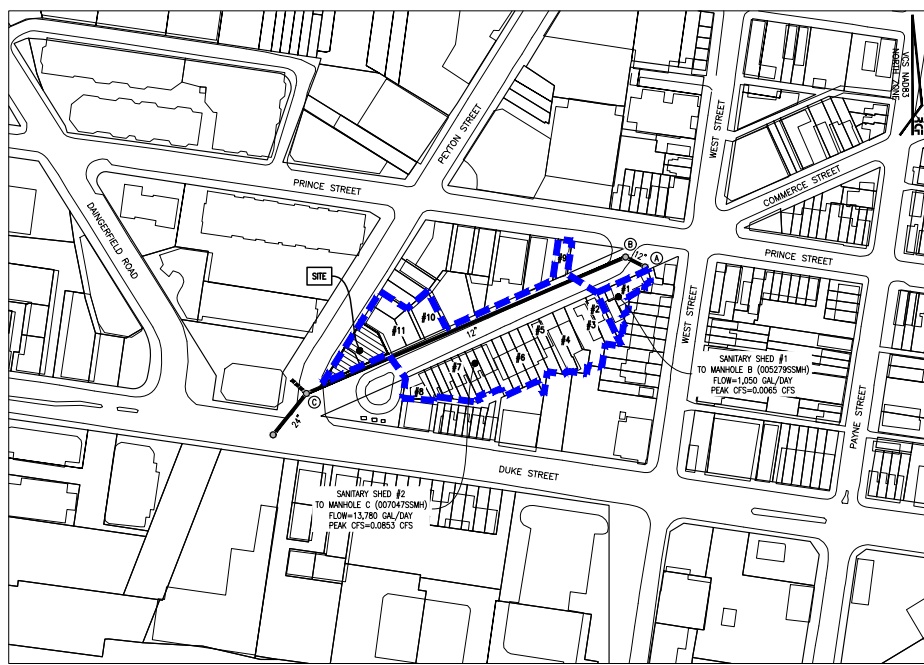 VCS NAD83
NORTH ZONE
PEYTON STREET
WEST STREET
COMMERCE STREET
PRINCE STREET
PRINCE STREET
DAINGERFIELD ROAD
SITE
B
12"
A
#9
#1
#2
#3
#10
#11
12"
#5
#4
#6
#7
#8
C
24"
WEST STREET
SANITARY SHED #1
TO MANHOLE B (005279SSMH)
FLOW=1,050 GAL/DAY
PEAK CFS=0.0065 CFS
PAYNE STREET
DUKE STREET
SANITARY SHED #2
TO MANHOLE C (007047SSMH)
FLOW=13,780 GAL/DAY
PEAK CFS=0.0853 CFS